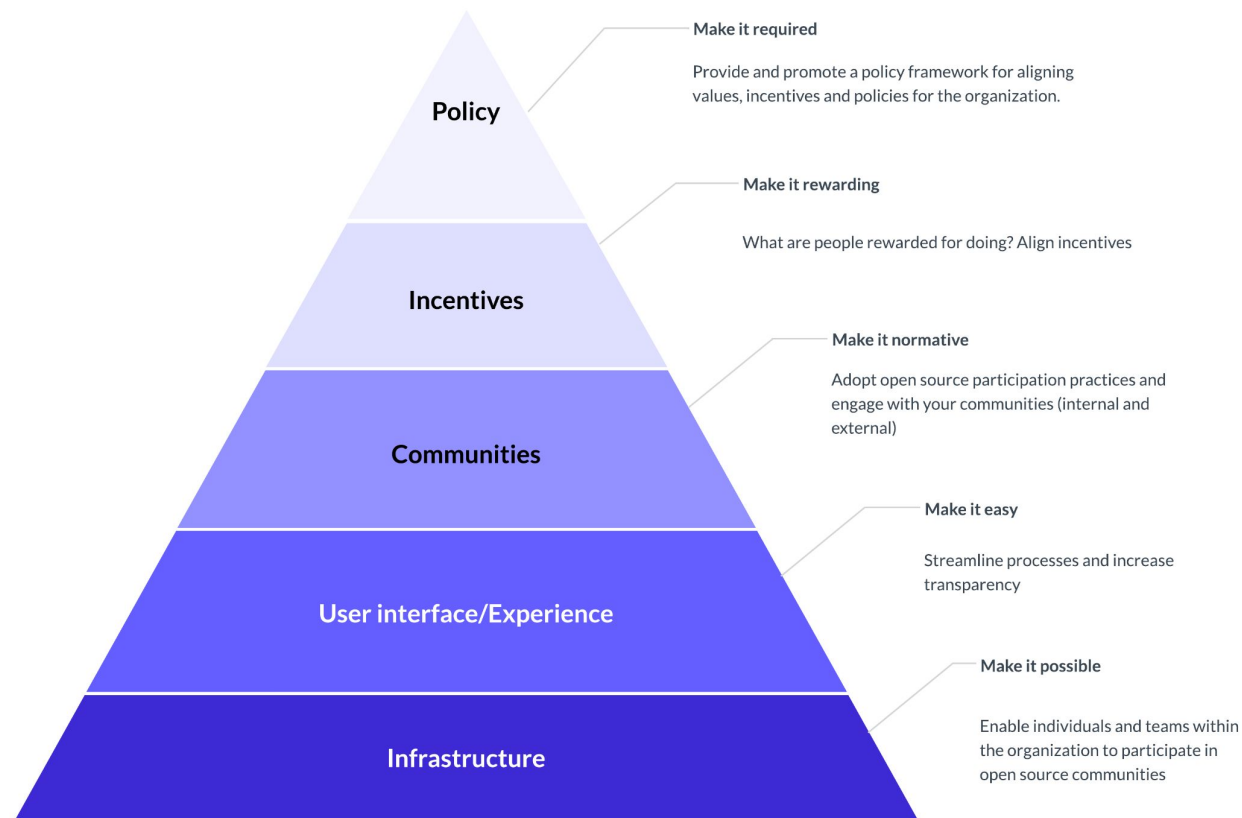 Policy
Make it required
Provide and promote a policy framework for aligning
values, incentives and policies for the organization.
Incentives
Make it rewarding
What are people rewarded for doing? Align incentives
Communities
Make it normative
Adopt open source participation practices and
engage with your communities (internal and
external)
User interface/Experience
Make it easy
Streamline processes and increase
transparency
Infrastructure
Make it possible
Enable individuals and teams within
the organization to participate in
open source communities